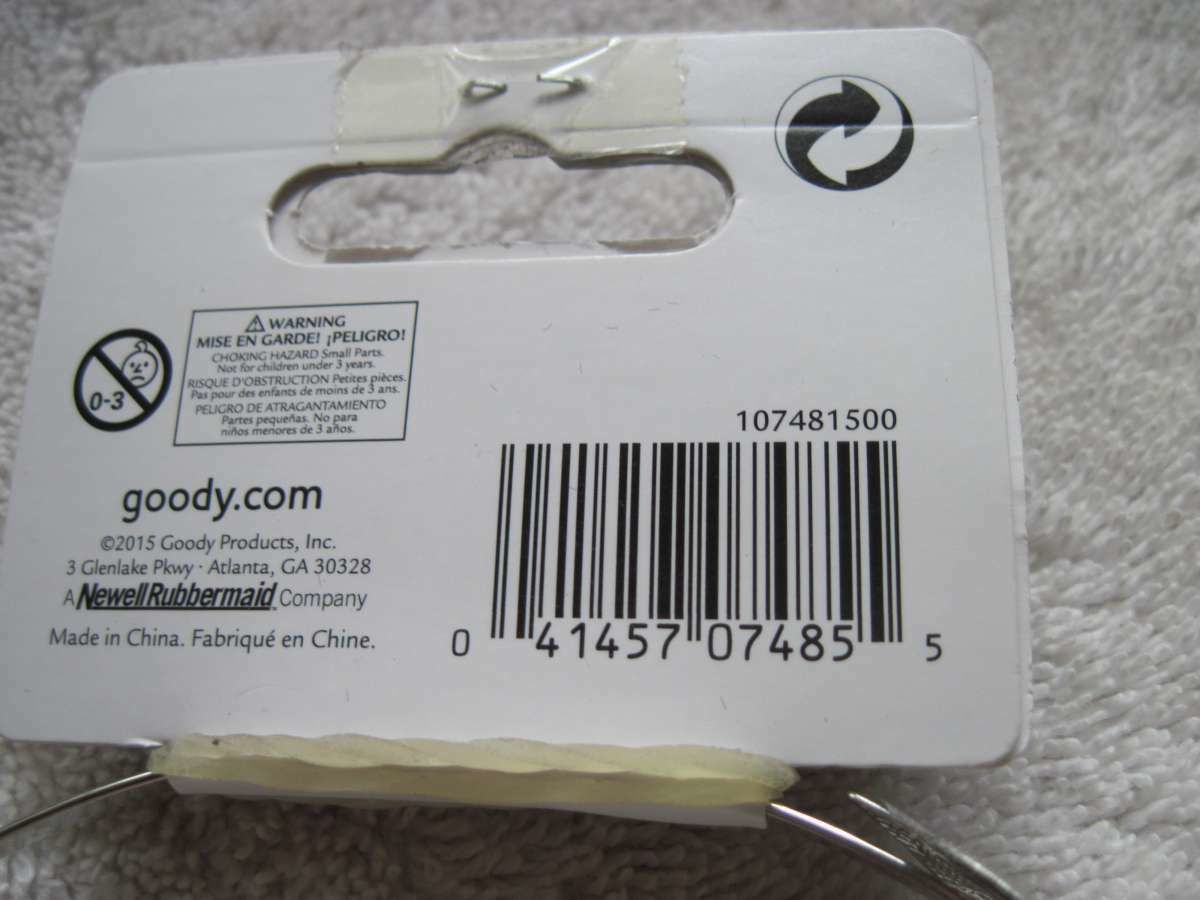 ⚠ WARNING
MISE EN GARDE! ¡PELIGRO!
CHOKING HAZARD Small Parts.
Not for children under 3 years.
RISQUE D'OBSTRUCTION Petites pièces.
Pas pour des enfants de moins de 3 ans.
PELIGRO DE ATRAGANTAMIENTO
Partes pequeñas. No para
niños menores de 3 años.
0-3
goody.com
©2015 Goody Products, Inc.
3 Glenlake Pkwy · Atlanta, GA 30328
A Newell Rubbermaid Company
Made in China. Fabriqué en Chine.
107481500
0 41457 07485 5